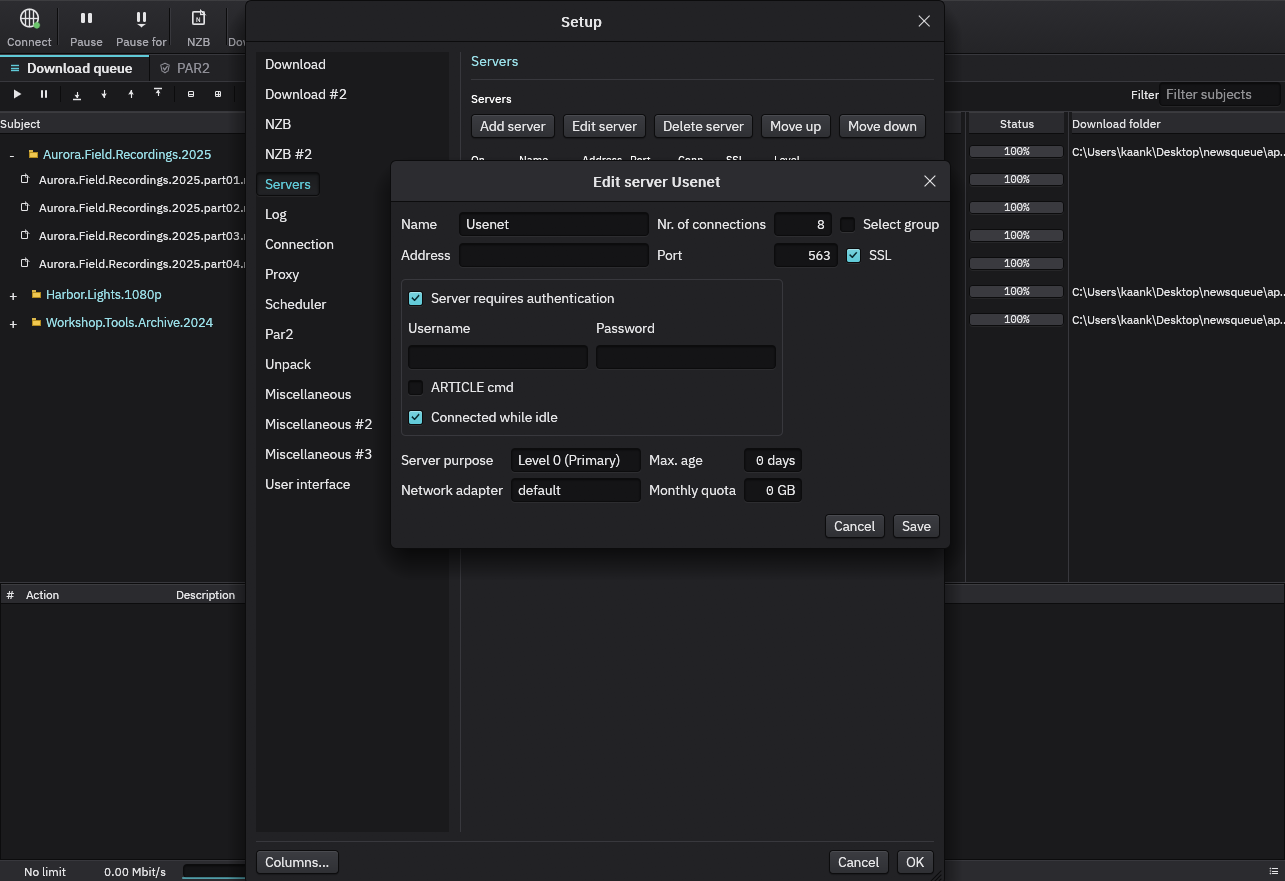 Setup
Connect Pause Pause for NZB
Download queue PAR2
Filter Filter subjects
Subject Status Download folder
- Aurora.Field.Recordings.2025 100% C:\Users\kaank\Desktop\newsqueue\ap..
Aurora.Field.Recordings.2025.part01. 100%
Aurora.Field.Recordings.2025.part02. 100%
Aurora.Field.Recordings.2025.part03. 100%
Aurora.Field.Recordings.2025.part04. 100%
+ Harbor.Lights.1080p 100% C:\Users\kaank\Desktop\newsqueue\ap..
+ Workshop.Tools.Archive.2024 100% C:\Users\kaank\Desktop\newsqueue\ap..
# Action Description
No limit 0.00 Mbit/s
Download
Download #2
NZB
NZB #2
Servers
Log
Connection
Proxy
Scheduler
Par2
Unpack
Miscellaneous
Miscellaneous #2
Miscellaneous #3
User interface
Servers
Servers
Add server Edit server Delete server Move up Move down
On Name Address Port Conn SSL Level
Edit server Usenet
Name Usenet Nr. of connections 8 Select group
Address Port 563 SSL
Server requires authentication
Username Password
ARTICLE cmd
Connected while idle
Server purpose Level 0 (Primary) Max. age 0 days
Network adapter default Monthly quota 0 GB
Cancel Save
Columns... Cancel OK